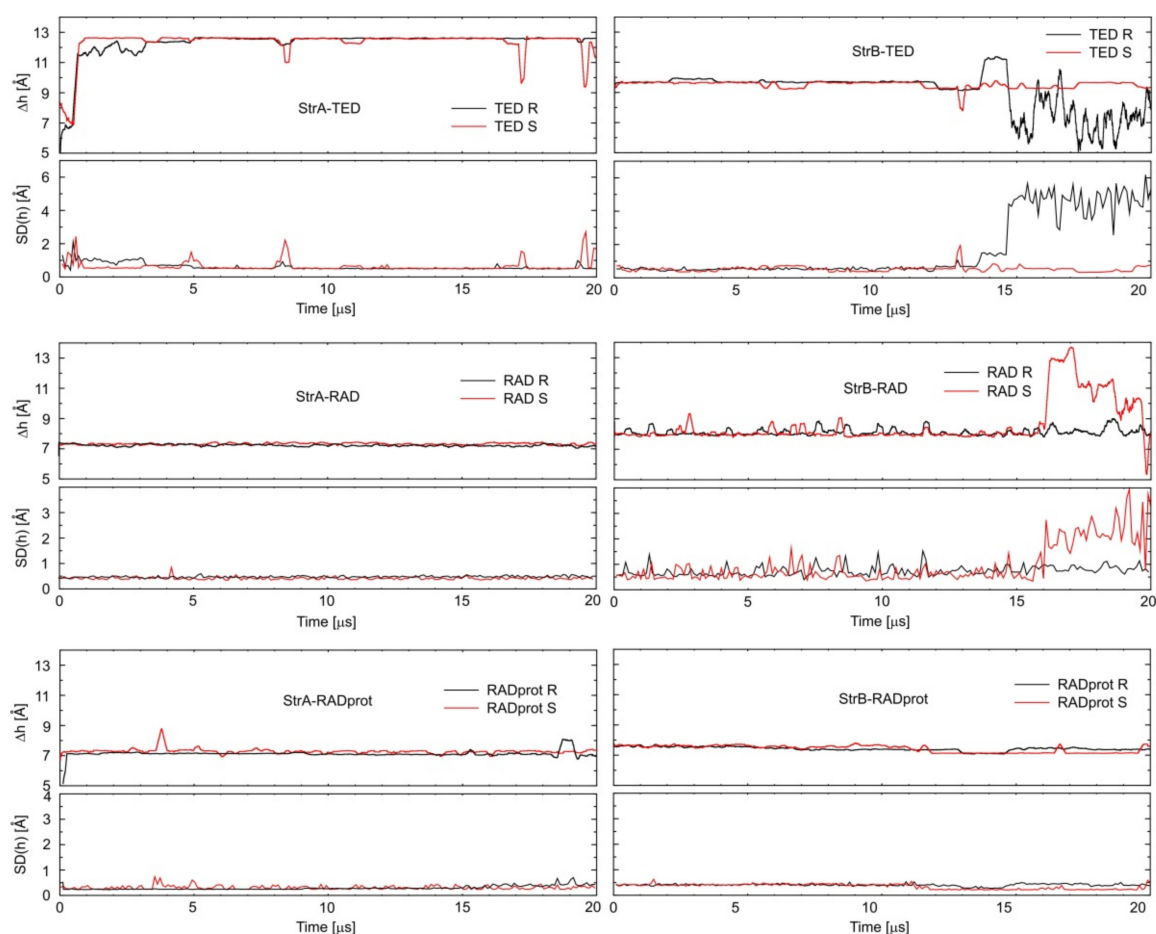 13
11
9
7
5
Δh [Å]
StrA-TED
TED R
TED S
6
4
2
0
SD(h) [Å]
0 5 10 15 20
Time [μs]
StrB-TED
TED R
TED S
0 5 10 15 20
Time [μs]
13
11
9
7
5
Δh [Å]
StrA-RAD
RAD R
RAD S
3
2
1
0
SD(h) [Å]
0 5 10 15 20
Time [μs]
StrB-RAD
RAD R
RAD S
0 5 10 15 20
Time [μs]
13
11
9
7
5
Δh [Å]
StrA-RADprot
RADprot R
RADprot S
4
3
2
1
0
SD(h) [Å]
0 5 10 15 20
Time [μs]
StrB-RADprot
RADprot R
RADprot S
0 5 10 15 20
Time [μs]